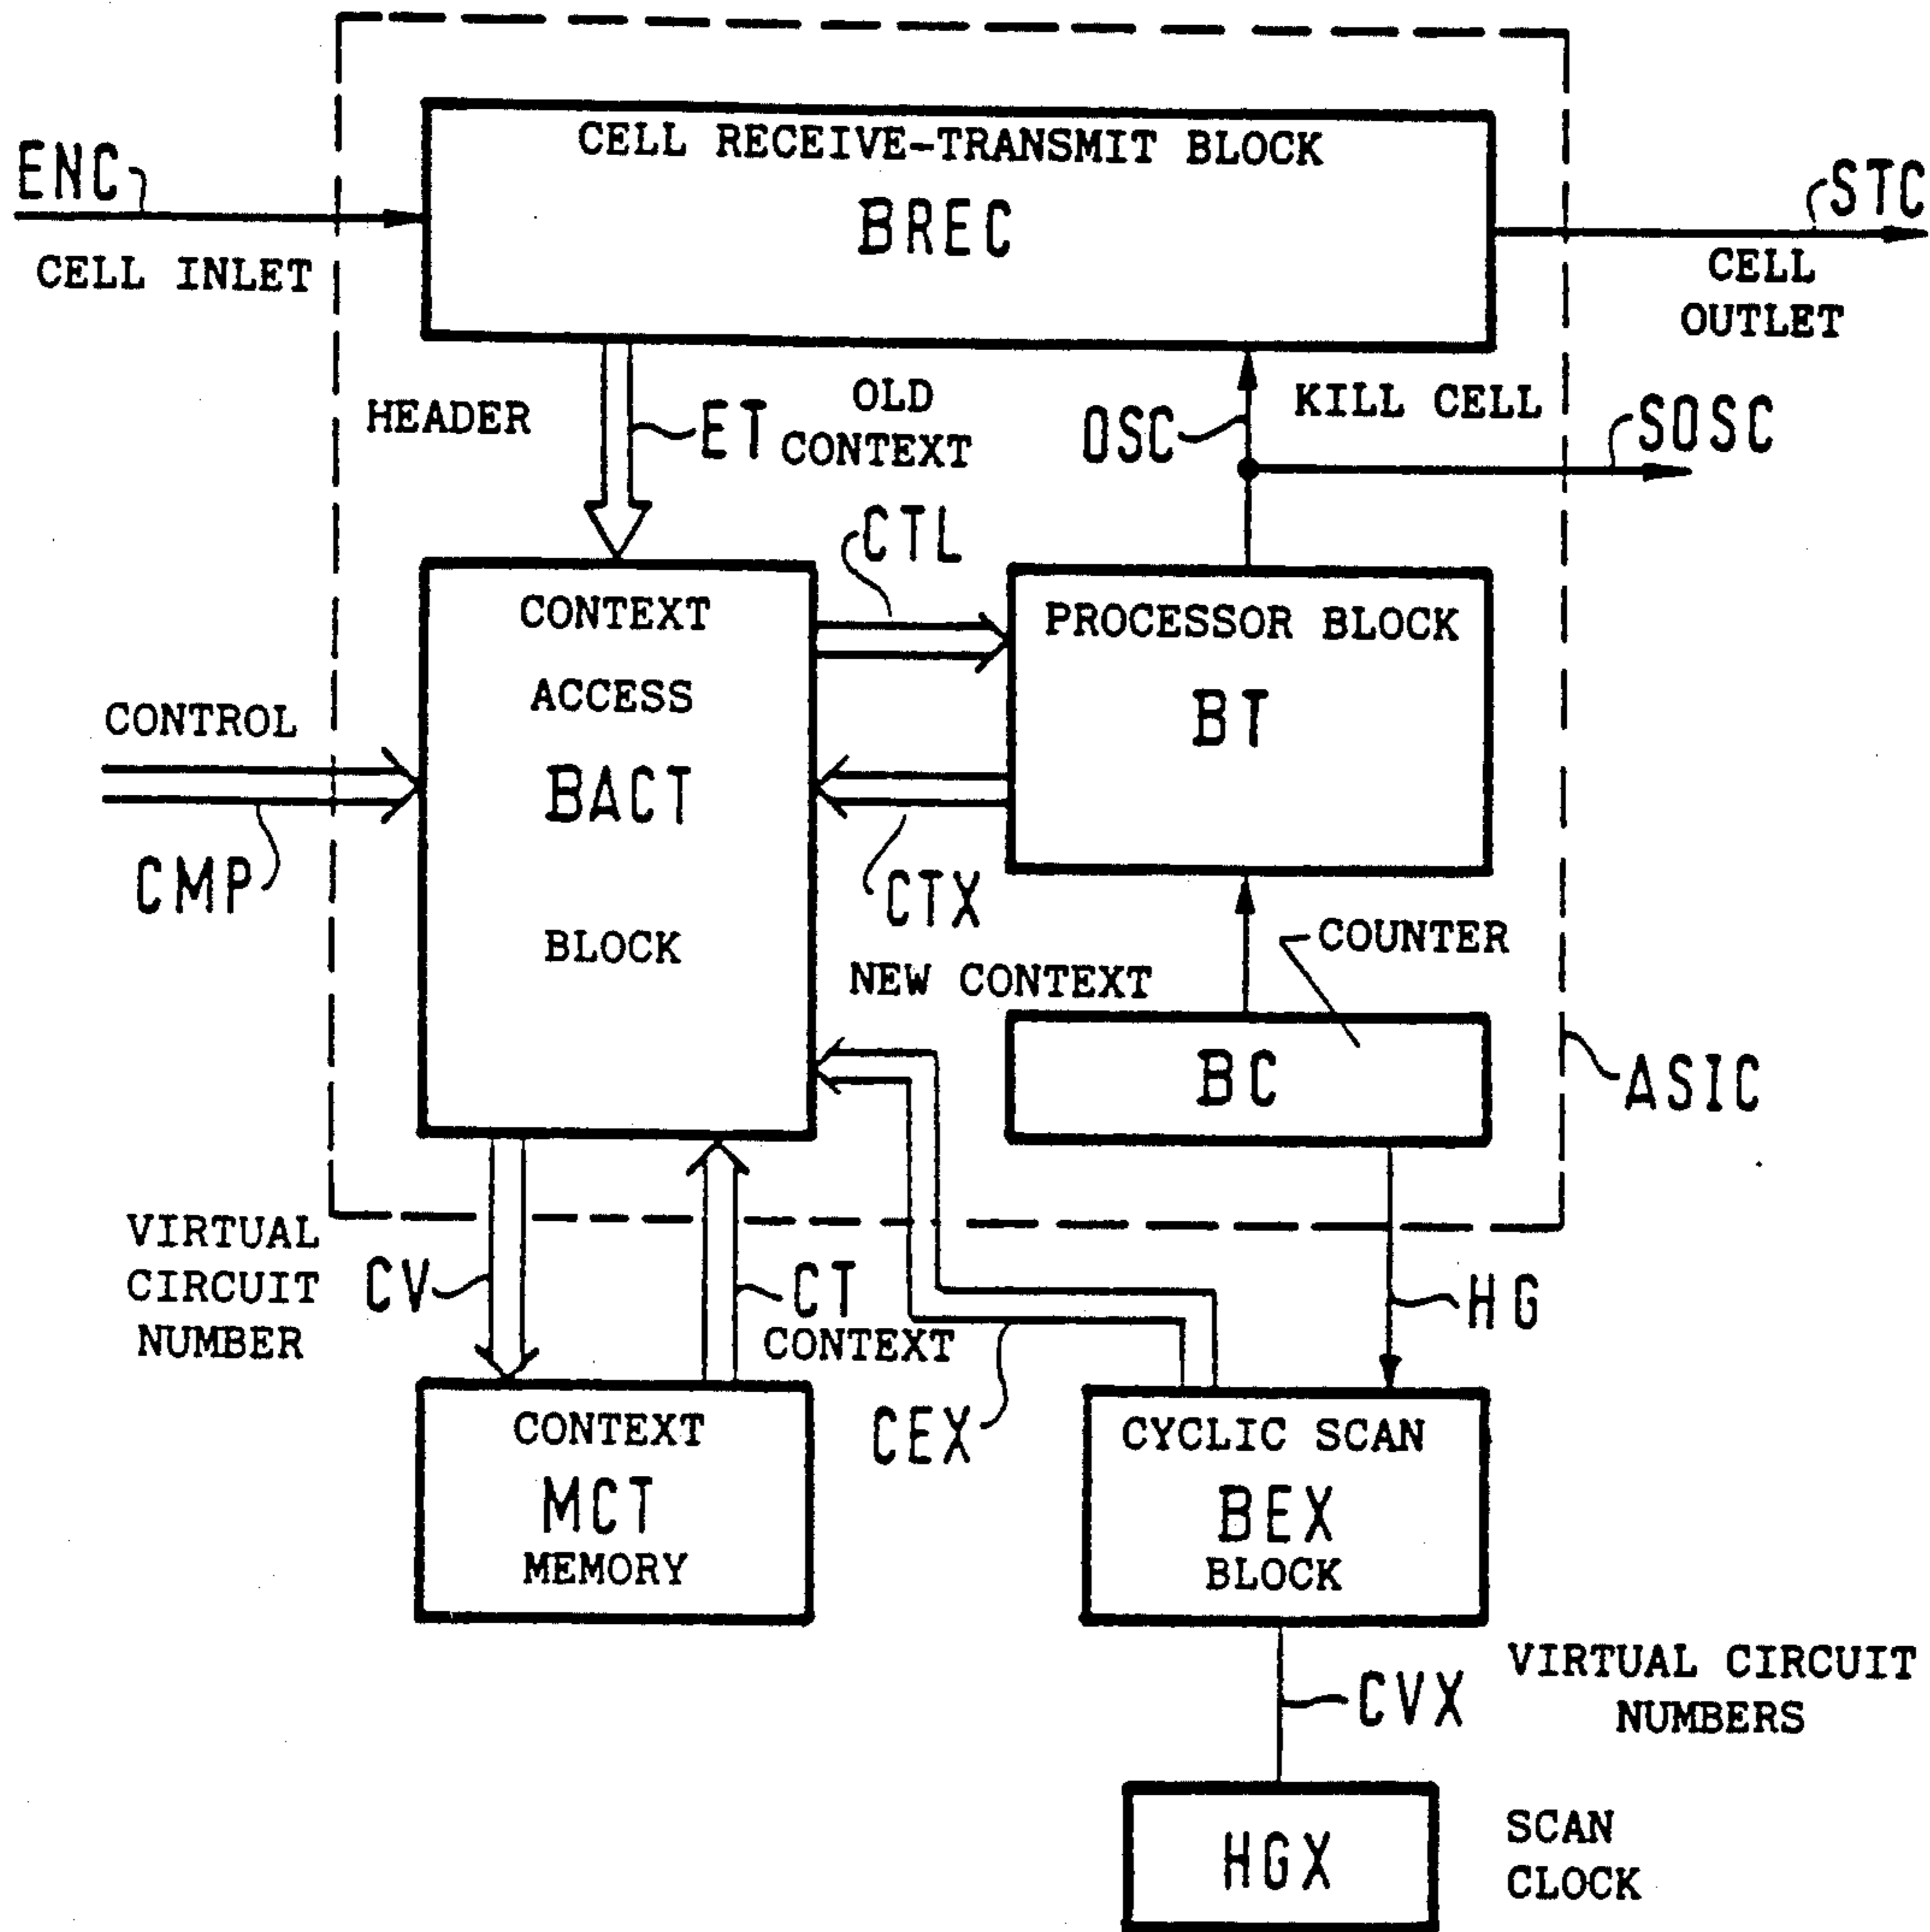 CELL RECEIVE-TRANSMIT BLOCK
BREC
ENC
CELL INLET
STC
CELL
OUTLET
HEADER
ET
OLD
CONTEXT
OSC
KILL CELL
SOSC
CTL
CONTEXT
ACCESS
BACT
BLOCK
PROCESSOR BLOCK
BT
CONTROL
CMP
CTX
NEW CONTEXT
COUNTER
BC
ASIC
VIRTUAL
CIRCUIT
NUMBER
CV
CT
CONTEXT
HG
CEX
CONTEXT
MCT
MEMORY
CYCLIC SCAN
BEX
BLOCK
CVX
VIRTUAL CIRCUIT
NUMBERS
HGX
SCAN
CLOCK